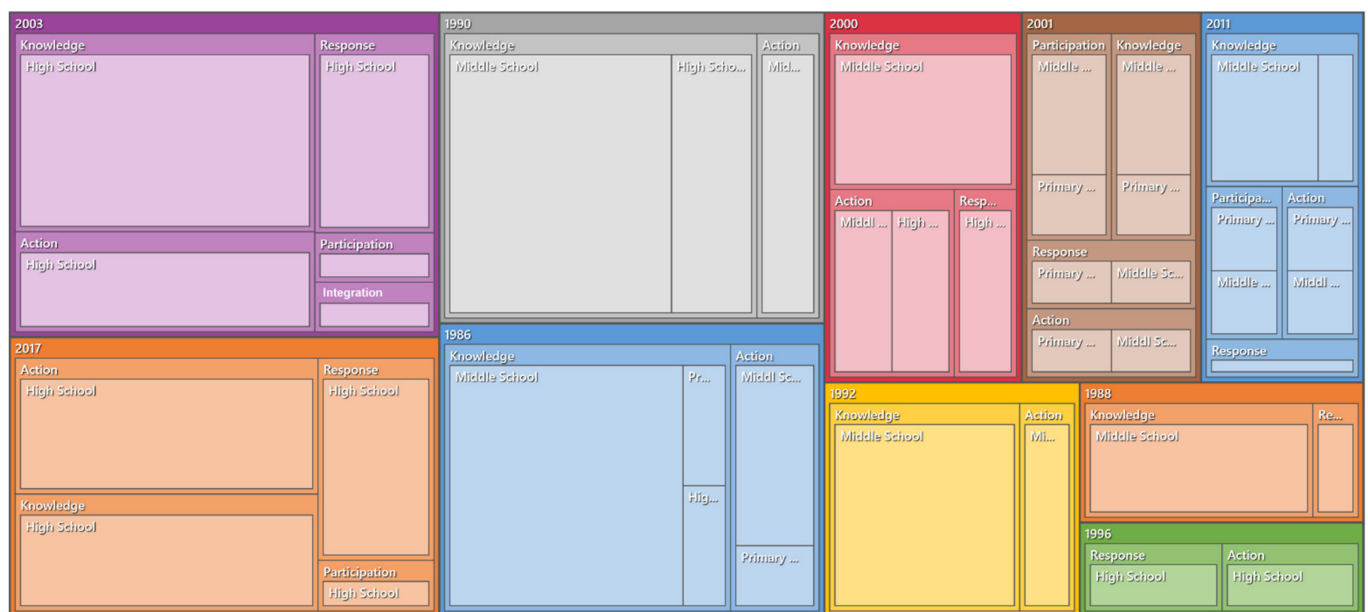 2003
Knowledge
High School
Response
High School
Action
High School
Participation
Integration
1990
Knowledge
Middle School
High Scho...
Action
Mid...
2000
Knowledge
Middle School
Action
Middl ...
High ...
Resp...
High ...
2001
Participation
Middle ...
Primary ...
Knowledge
Middle ...
Primary ...
Response
Primary ...
Middle Sc...
Action
Primary ...
Middl Sc...
2011
Knowledge
Middle School
Participa...
Primary ...
Middle ...
Action
Primary ...
Middl ...
Response
2017
Action
High School
Response
High School
Knowledge
High School
Participation
High School
1986
Knowledge
Middle School
Pr...
Hig...
Action
Middl Sc...
Primary ...
1992
Knowledge
Middle School
Action
Mi...
1988
Knowledge
Middle School
Re...
1996
Response
High School
Action
High School